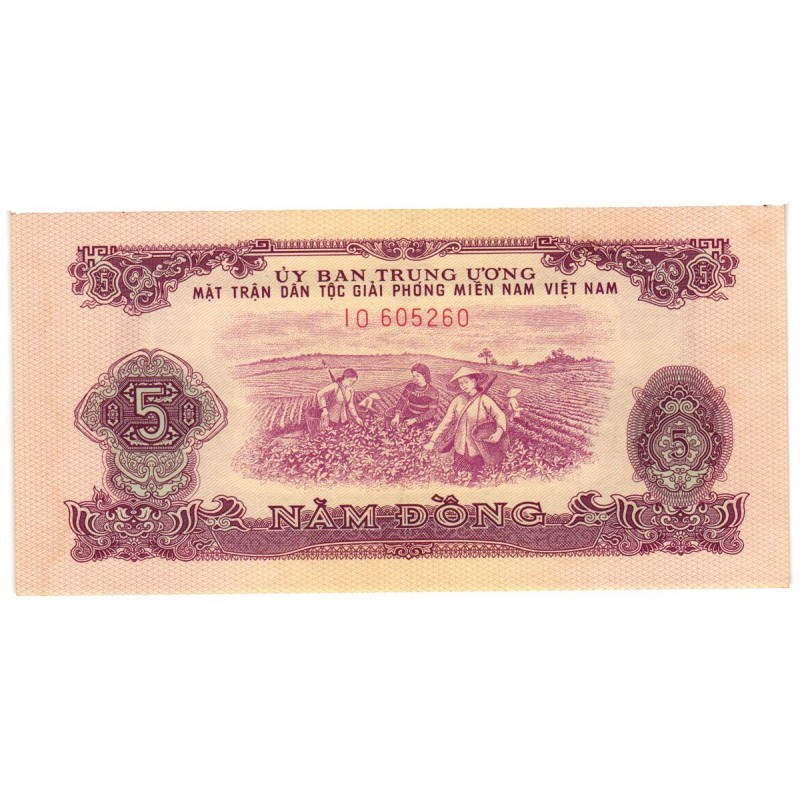 5 5
ỦY BAN TRUNG ƯƠNG
MẶT TRẬN DÂN TỘC GIẢI PHÓNG MIỀN NAM VIỆT NAM
IO 605260
5 5
NĂM ĐỒNG